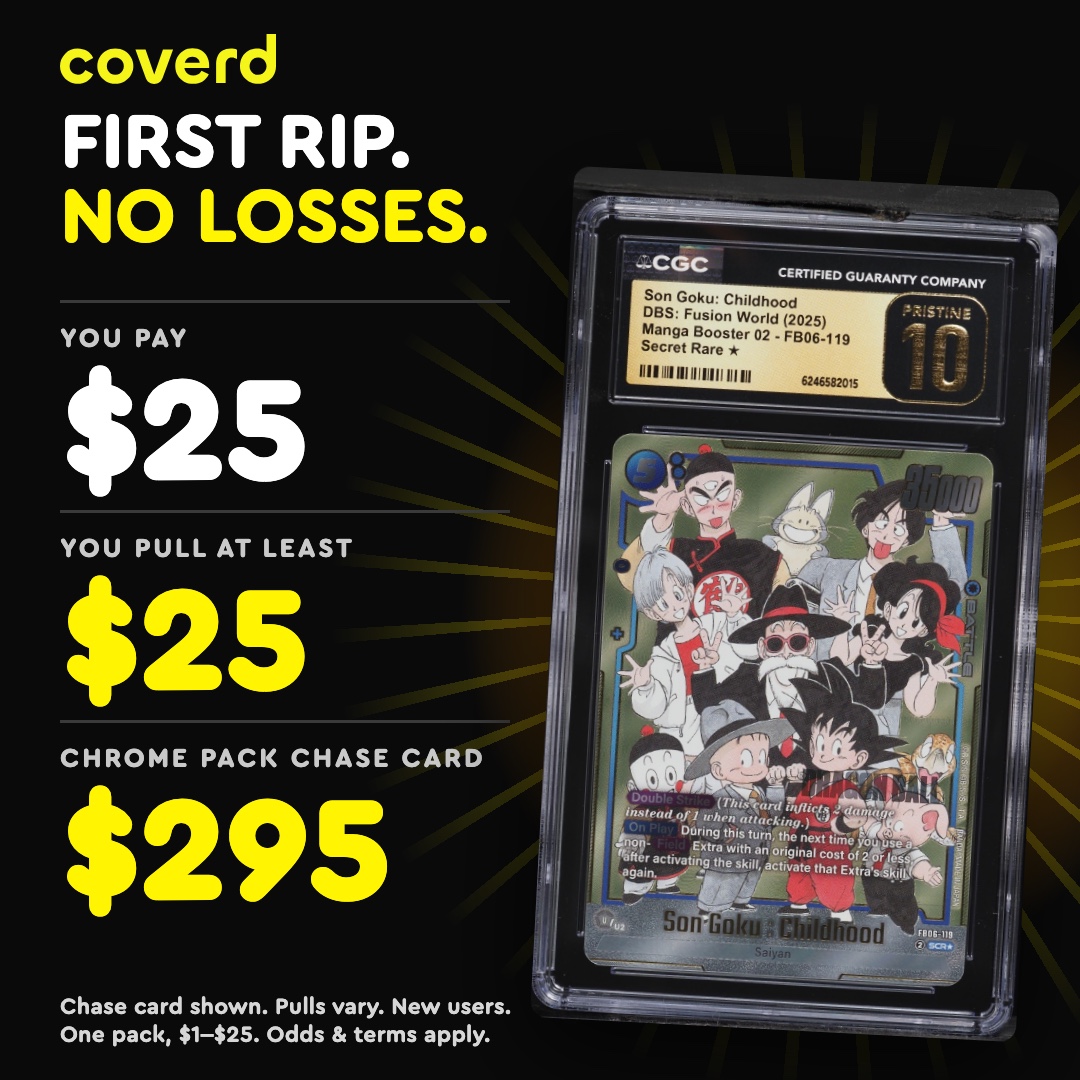 coverd
FIRST RIP.
NO LOSSES.
YOU PAY
$25
YOU PULL AT LEAST
$25
CHROME PACK CHASE CARD
$295
Chase card shown. Pulls vary. New users.
One pack, $1–$25. Odds & terms apply.
CGC
CERTIFIED GUARANTY COMPANY
Son Goku: Childhood
DBS: Fusion World (2025)
Manga Booster 02 - FB06-119
Secret Rare ★
6246582015
PRISTINE
10
5
8
35000
BATTLE
Double Strike (This card inflicts 2 damage
instead of 1 when attacking.)
On Play During this turn, the next time you use a
non- Field Extra with an original cost of 2 or less
after activating the skill, activate that Extra's skill
again.
Son Goku : Childhood
Saiyan
FB06-119
2 SCR★